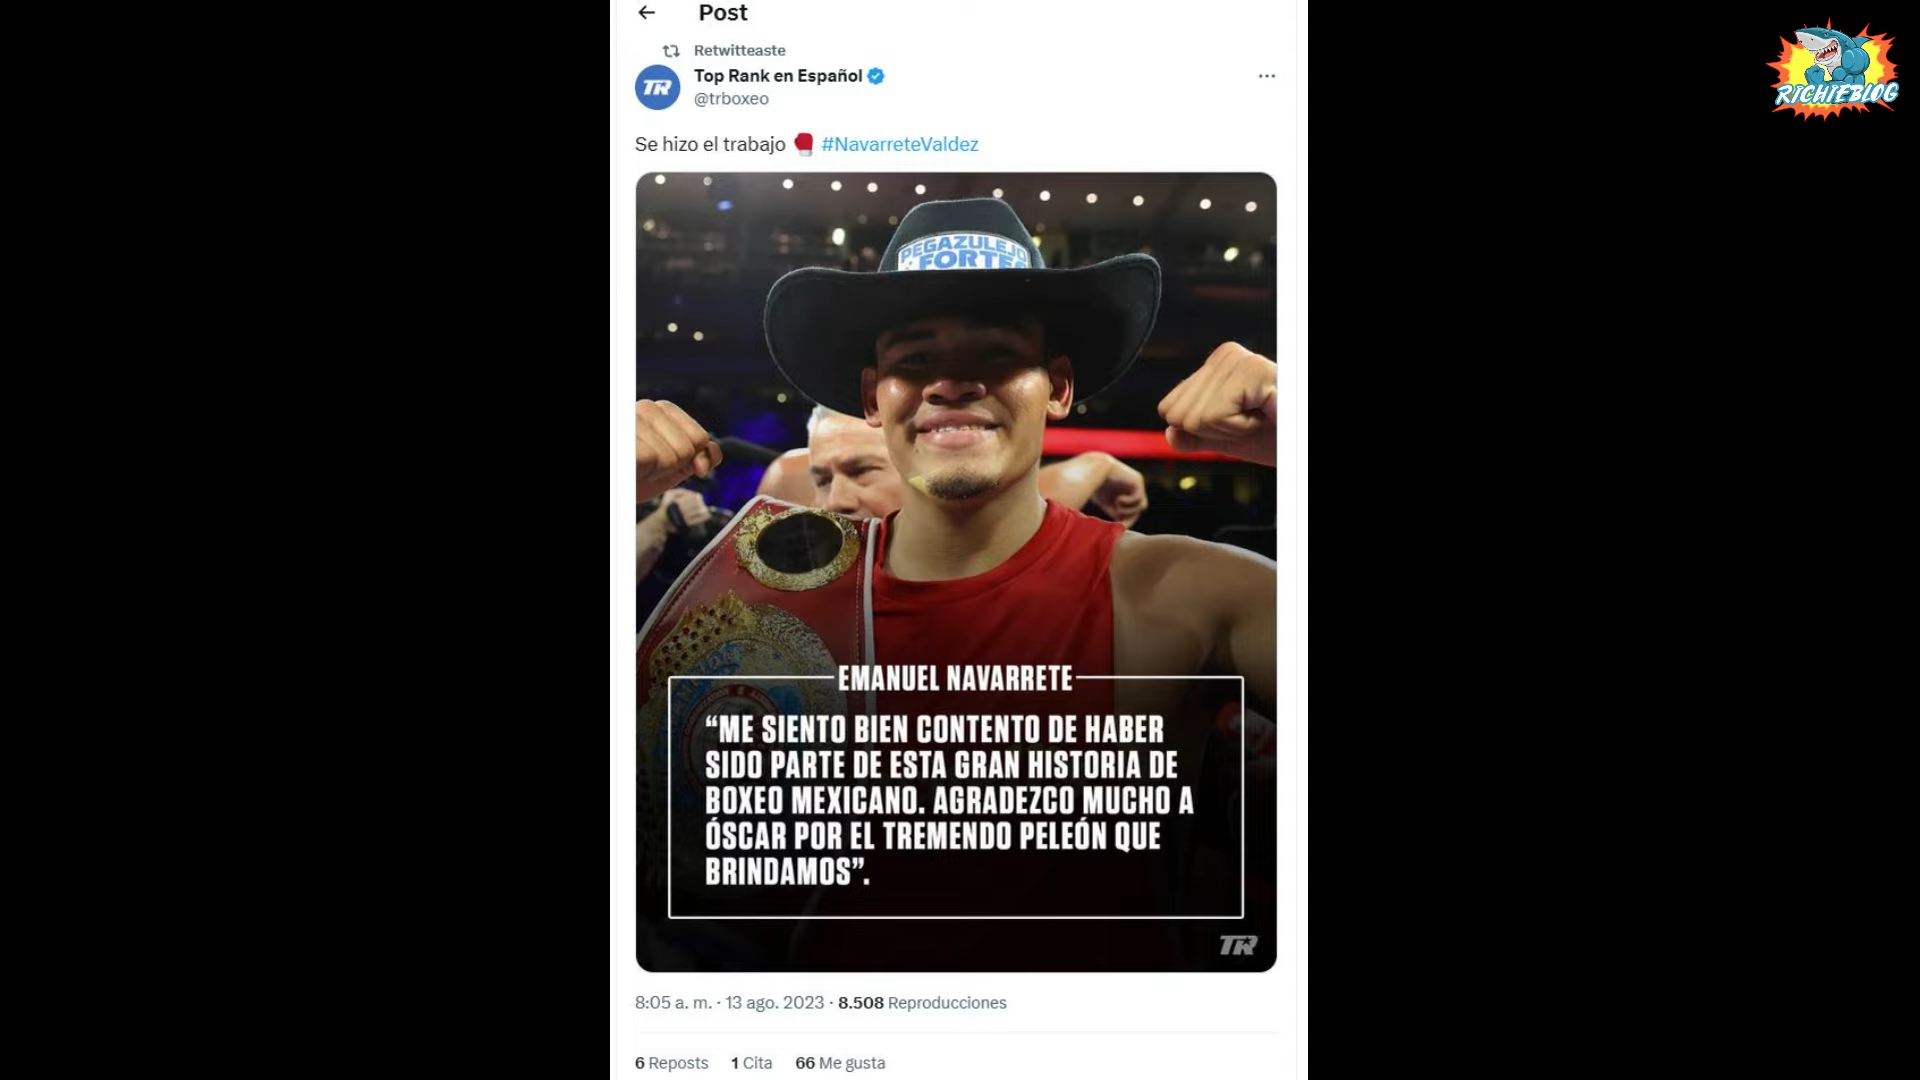 Post
Retwitteaste
Top Rank en Español
@trboxeo
RICHIEBLOG
TR
Se hizo el trabajo #NavarreteValdez
PEGAZULEJO
FORTE
EMANUEL NAVARRETE
“ME SIENTO BIEN CONTENTO DE HABER
SIDO PARTE DE ESTA GRAN HISTORIA DE
BOXEO MEXICANO. AGRADEZCO MUCHO A
ÓSCAR POR EL TREMENDO PELEÓN QUE
BRINDAMOS”.
TR
8:05 a. m. · 13 ago. 2023 · 8.508 Reproducciones
6 Reposts 1 Cita 66 Me gusta